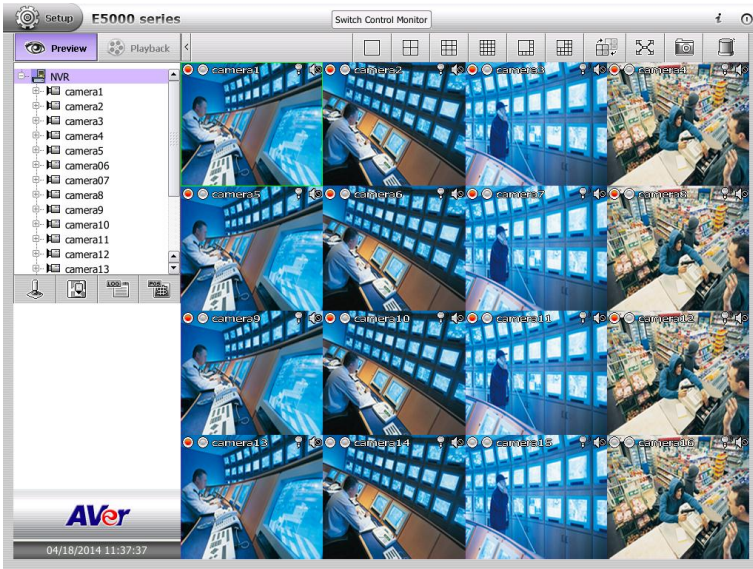 Setup
E5000 series
Switch Control Monitor
i
Preview
Playback
NVR
camera1
camera2
camera3
camera4
camera5
camera06
camera07
camera8
camera9
camera10
camera11
camera12
camera13
LOG
POS
AVer
04/18/2014 11:37:37
camera1
camera2
camera3
camera4
camera5
camera6
camera7
camera8
camera9
camera10
camera11
camera12
camera13
camera14
camera15
camera16